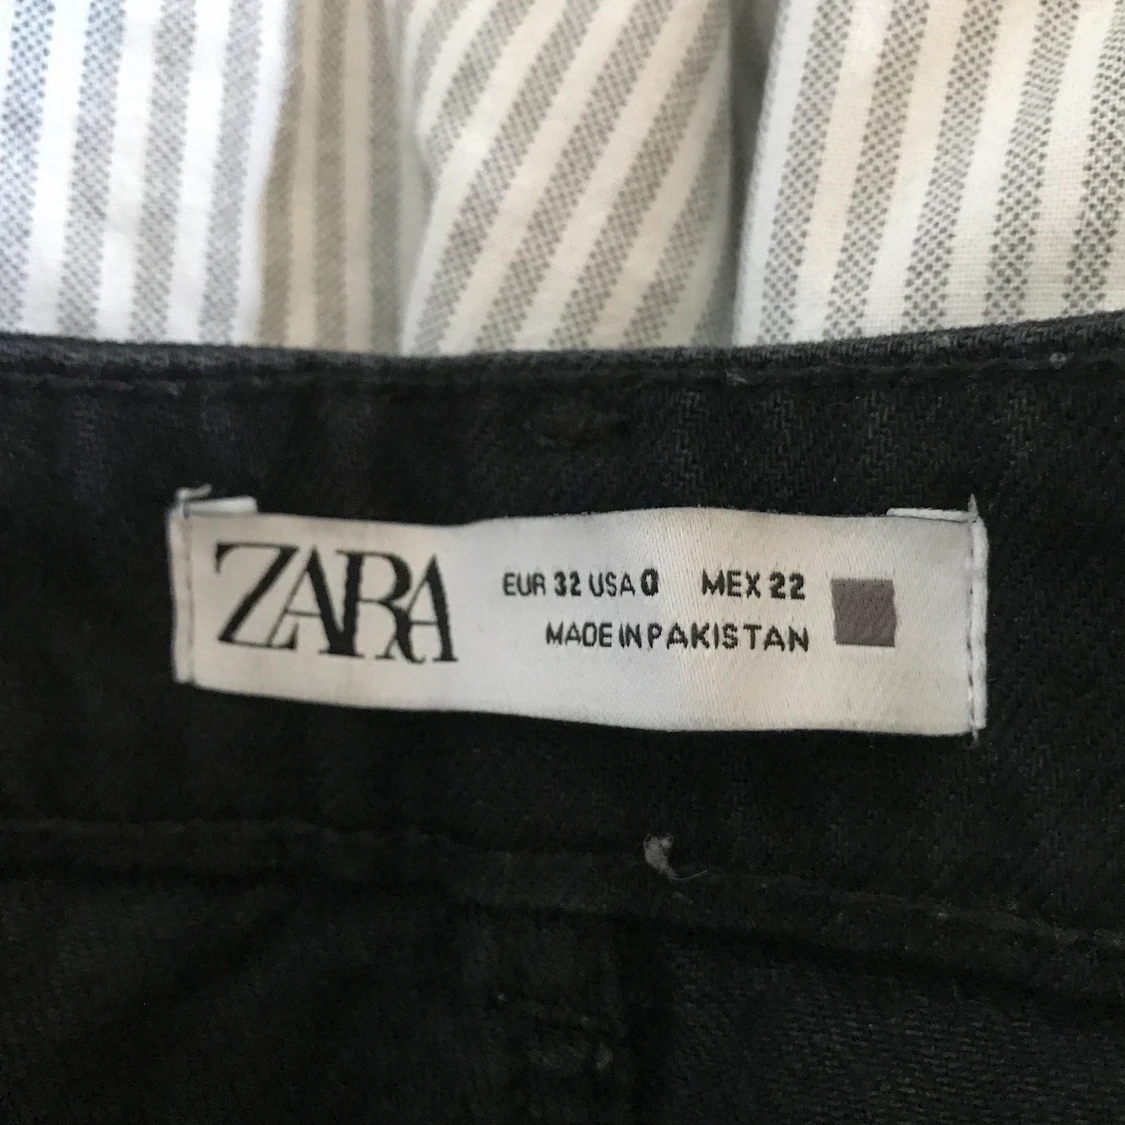 ZARA
EUR 32 USA 0 MEX 22
MADE IN PAKISTAN